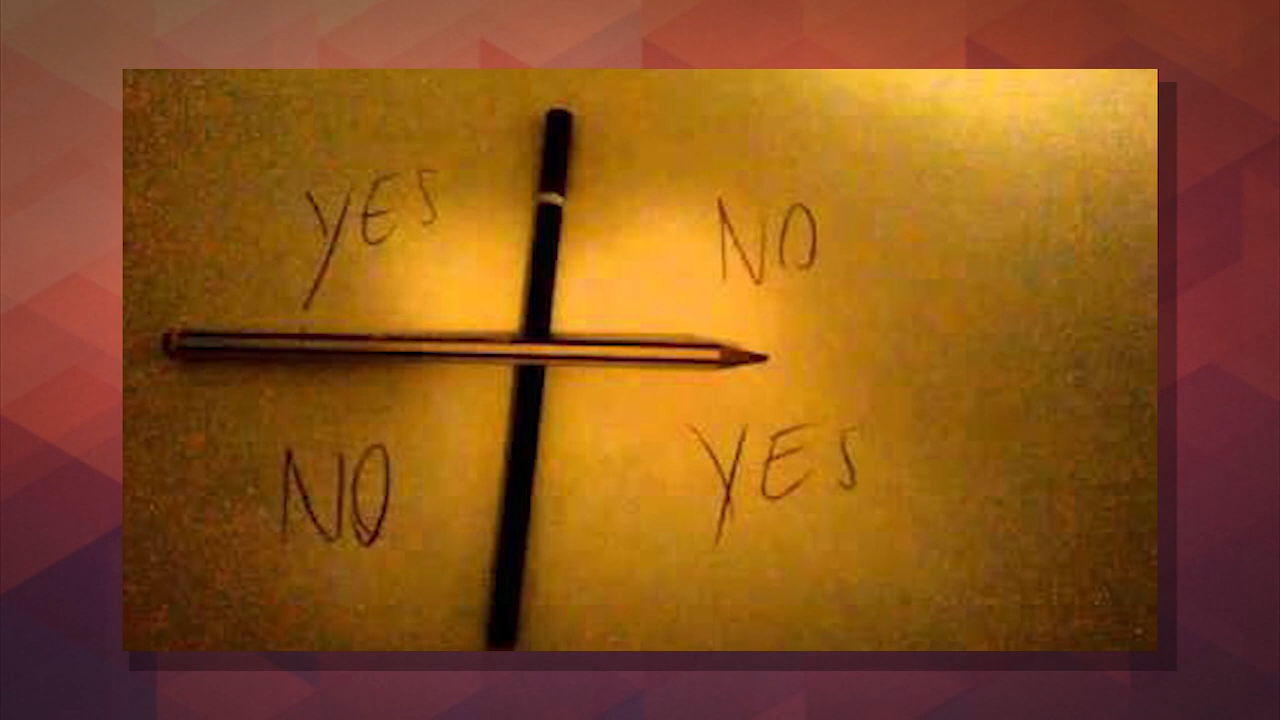 YES NO
NO YES